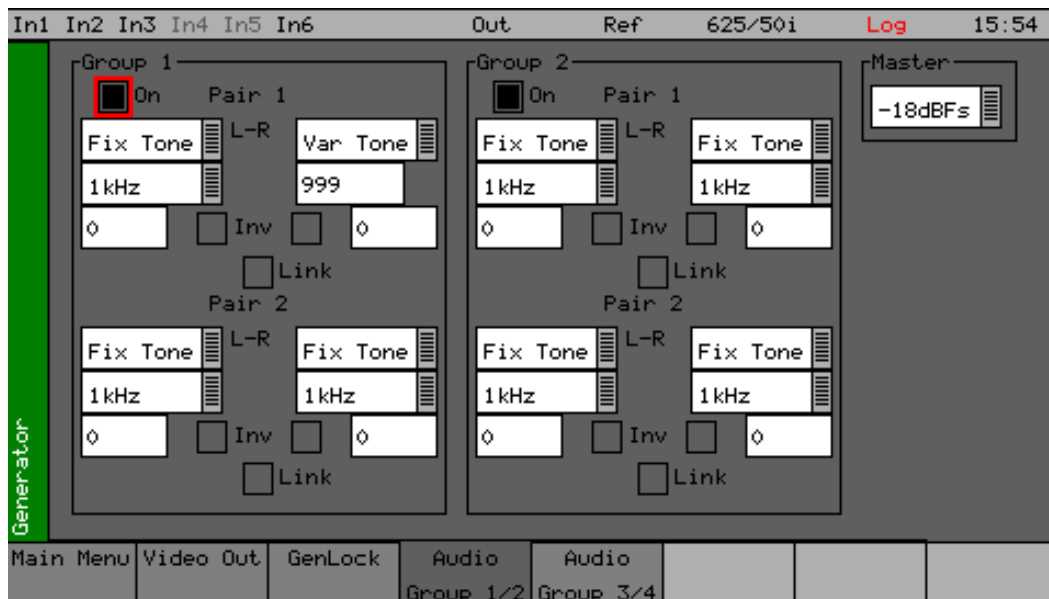 In1 In2 In3 In4 In5 In6 Out Ref 625/50i Log 15:54
Group 1 Group 2 Master
On Pair 1 On Pair 1 -18dBFs
Fix Tone L-R Var Tone Fix Tone L-R Fix Tone
1kHz 999 1kHz 1kHz
0 Inv 0 0 Inv 0
Link Link
Pair 2 Pair 2
Fix Tone L-R Fix Tone Fix Tone L-R Fix Tone
1kHz 1kHz 1kHz 1kHz
0 Inv 0 0 Inv 0
Link Link
Generator
Main Menu Video Out GenLock Audio Audio
Group 1/2 Group 3/4